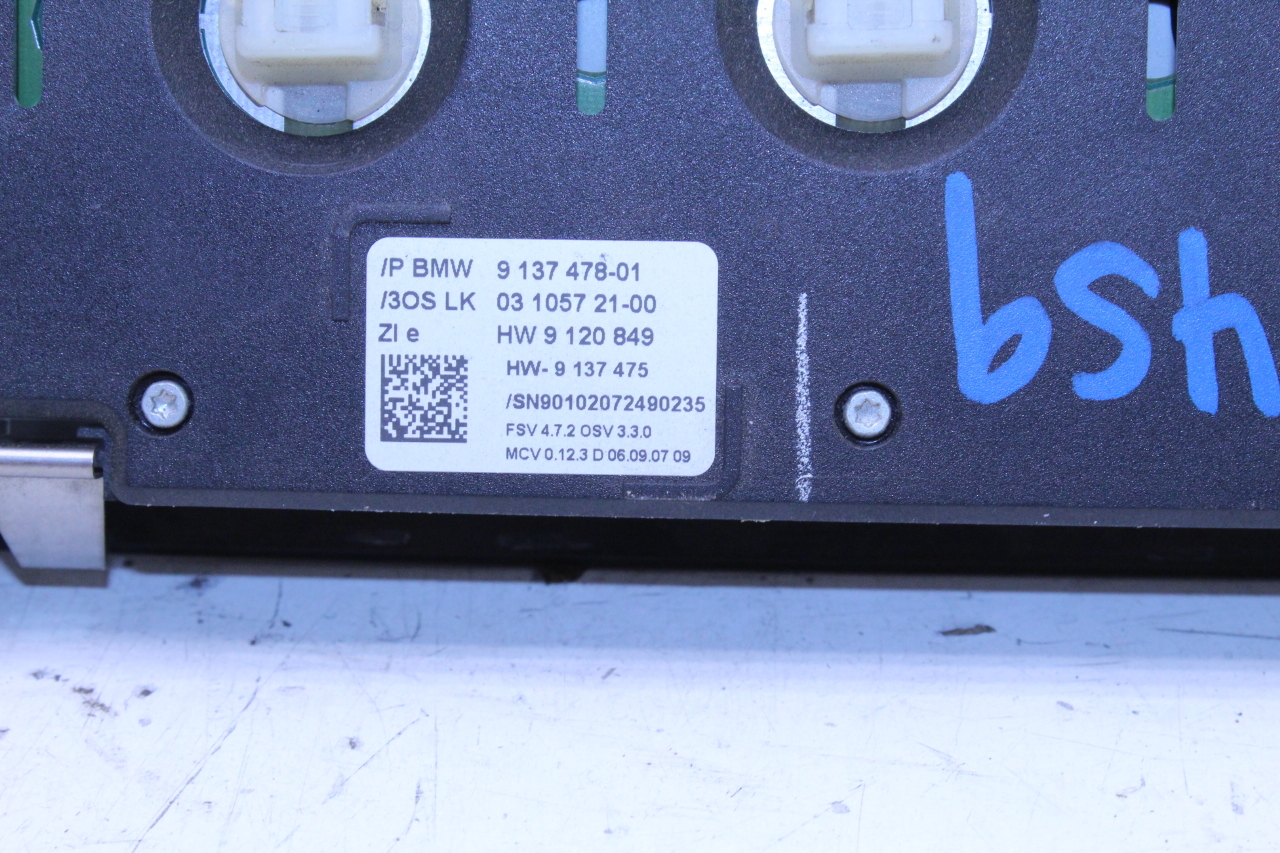 /P BMW 9 137 478-01
/3OS LK 03 1057 21-00
ZI e HW 9 120 849
HW- 9 137 475
/SN90102072490235
FSV 4.7.2 OSV 3.3.0
MCV 0.12.3 D 06.09.07 09